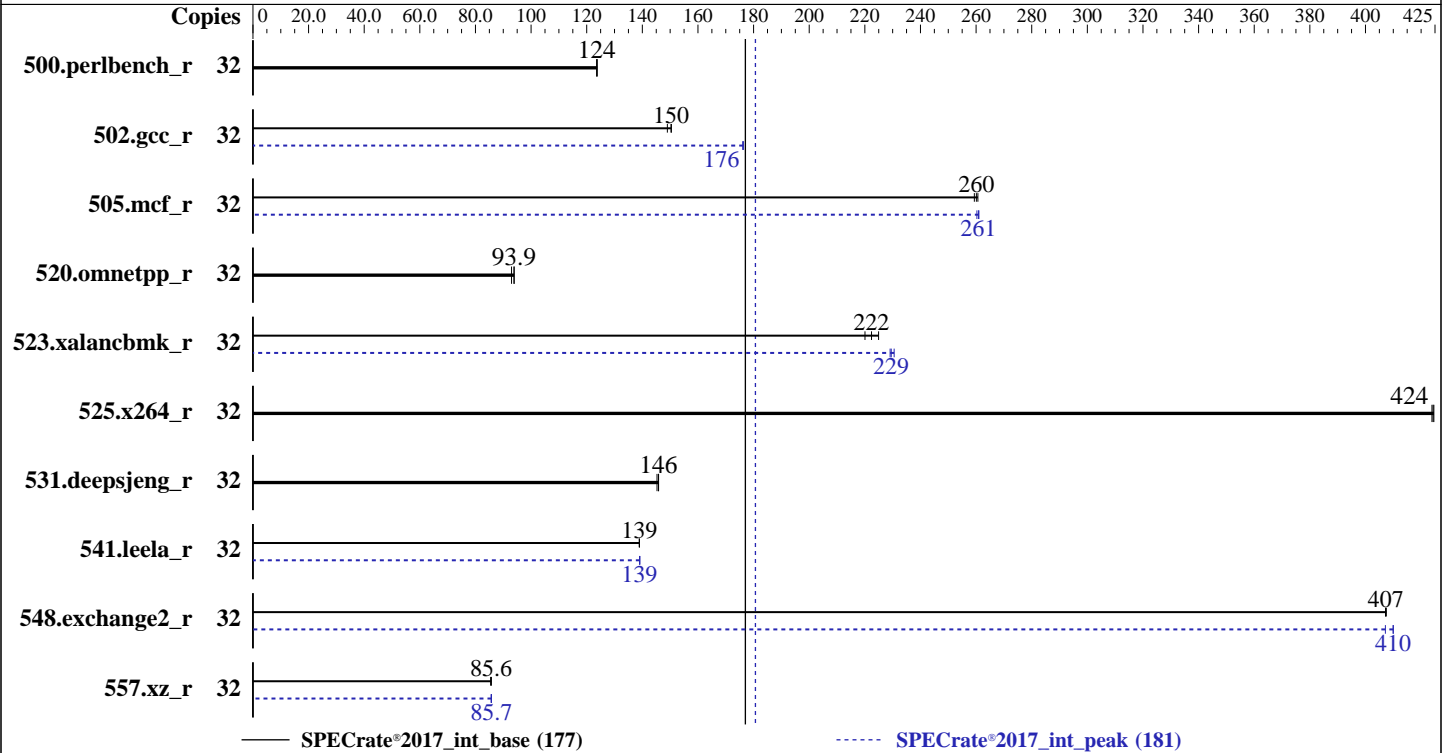 Copies 0 20.0 40.0 60.0 80.0 100 120 140 160 180 200 220 240 260 280 300 320 340 360 380 400 425
124
500.perlbench_r 32
150
502.gcc_r 32
176
260
505.mcf_r 32
261
93.9
520.omnetpp_r 32
222
523.xalancbmk_r 32
229
424
525.x264_r 32
146
531.deepsjeng_r 32
139
541.leela_r 32
139
407
548.exchange2_r 32
410
85.6
557.xz_r 32
85.7
SPECrate®2017_int_base (177) SPECrate®2017_int_peak (181)